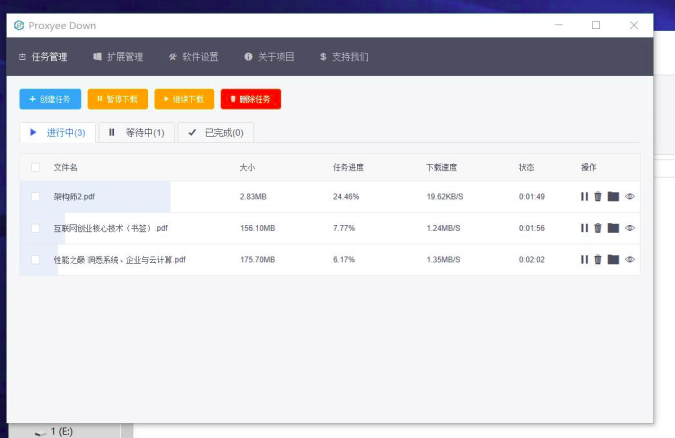 Proxyee Down
任务管理 扩展管理 软件设置 关于项目 $ 支持我们
+ 创建任务 暂停下载 继续下载 删除任务
进行中(3) 等待中(1) 已完成(0)
文件名 大小 任务进度 下载速度 状态 操作
架构师2.pdf 2.83MB 24.46% 19.62KB/S 0:01:49
互联网创业核心技术（书签）.pdf 156.10MB 7.77% 1.24MB/S 0:01:56
性能之巅 洞悉系统、企业与云计算.pdf 175.70MB 6.17% 1.35MB/S 0:02:02
1 (E:)